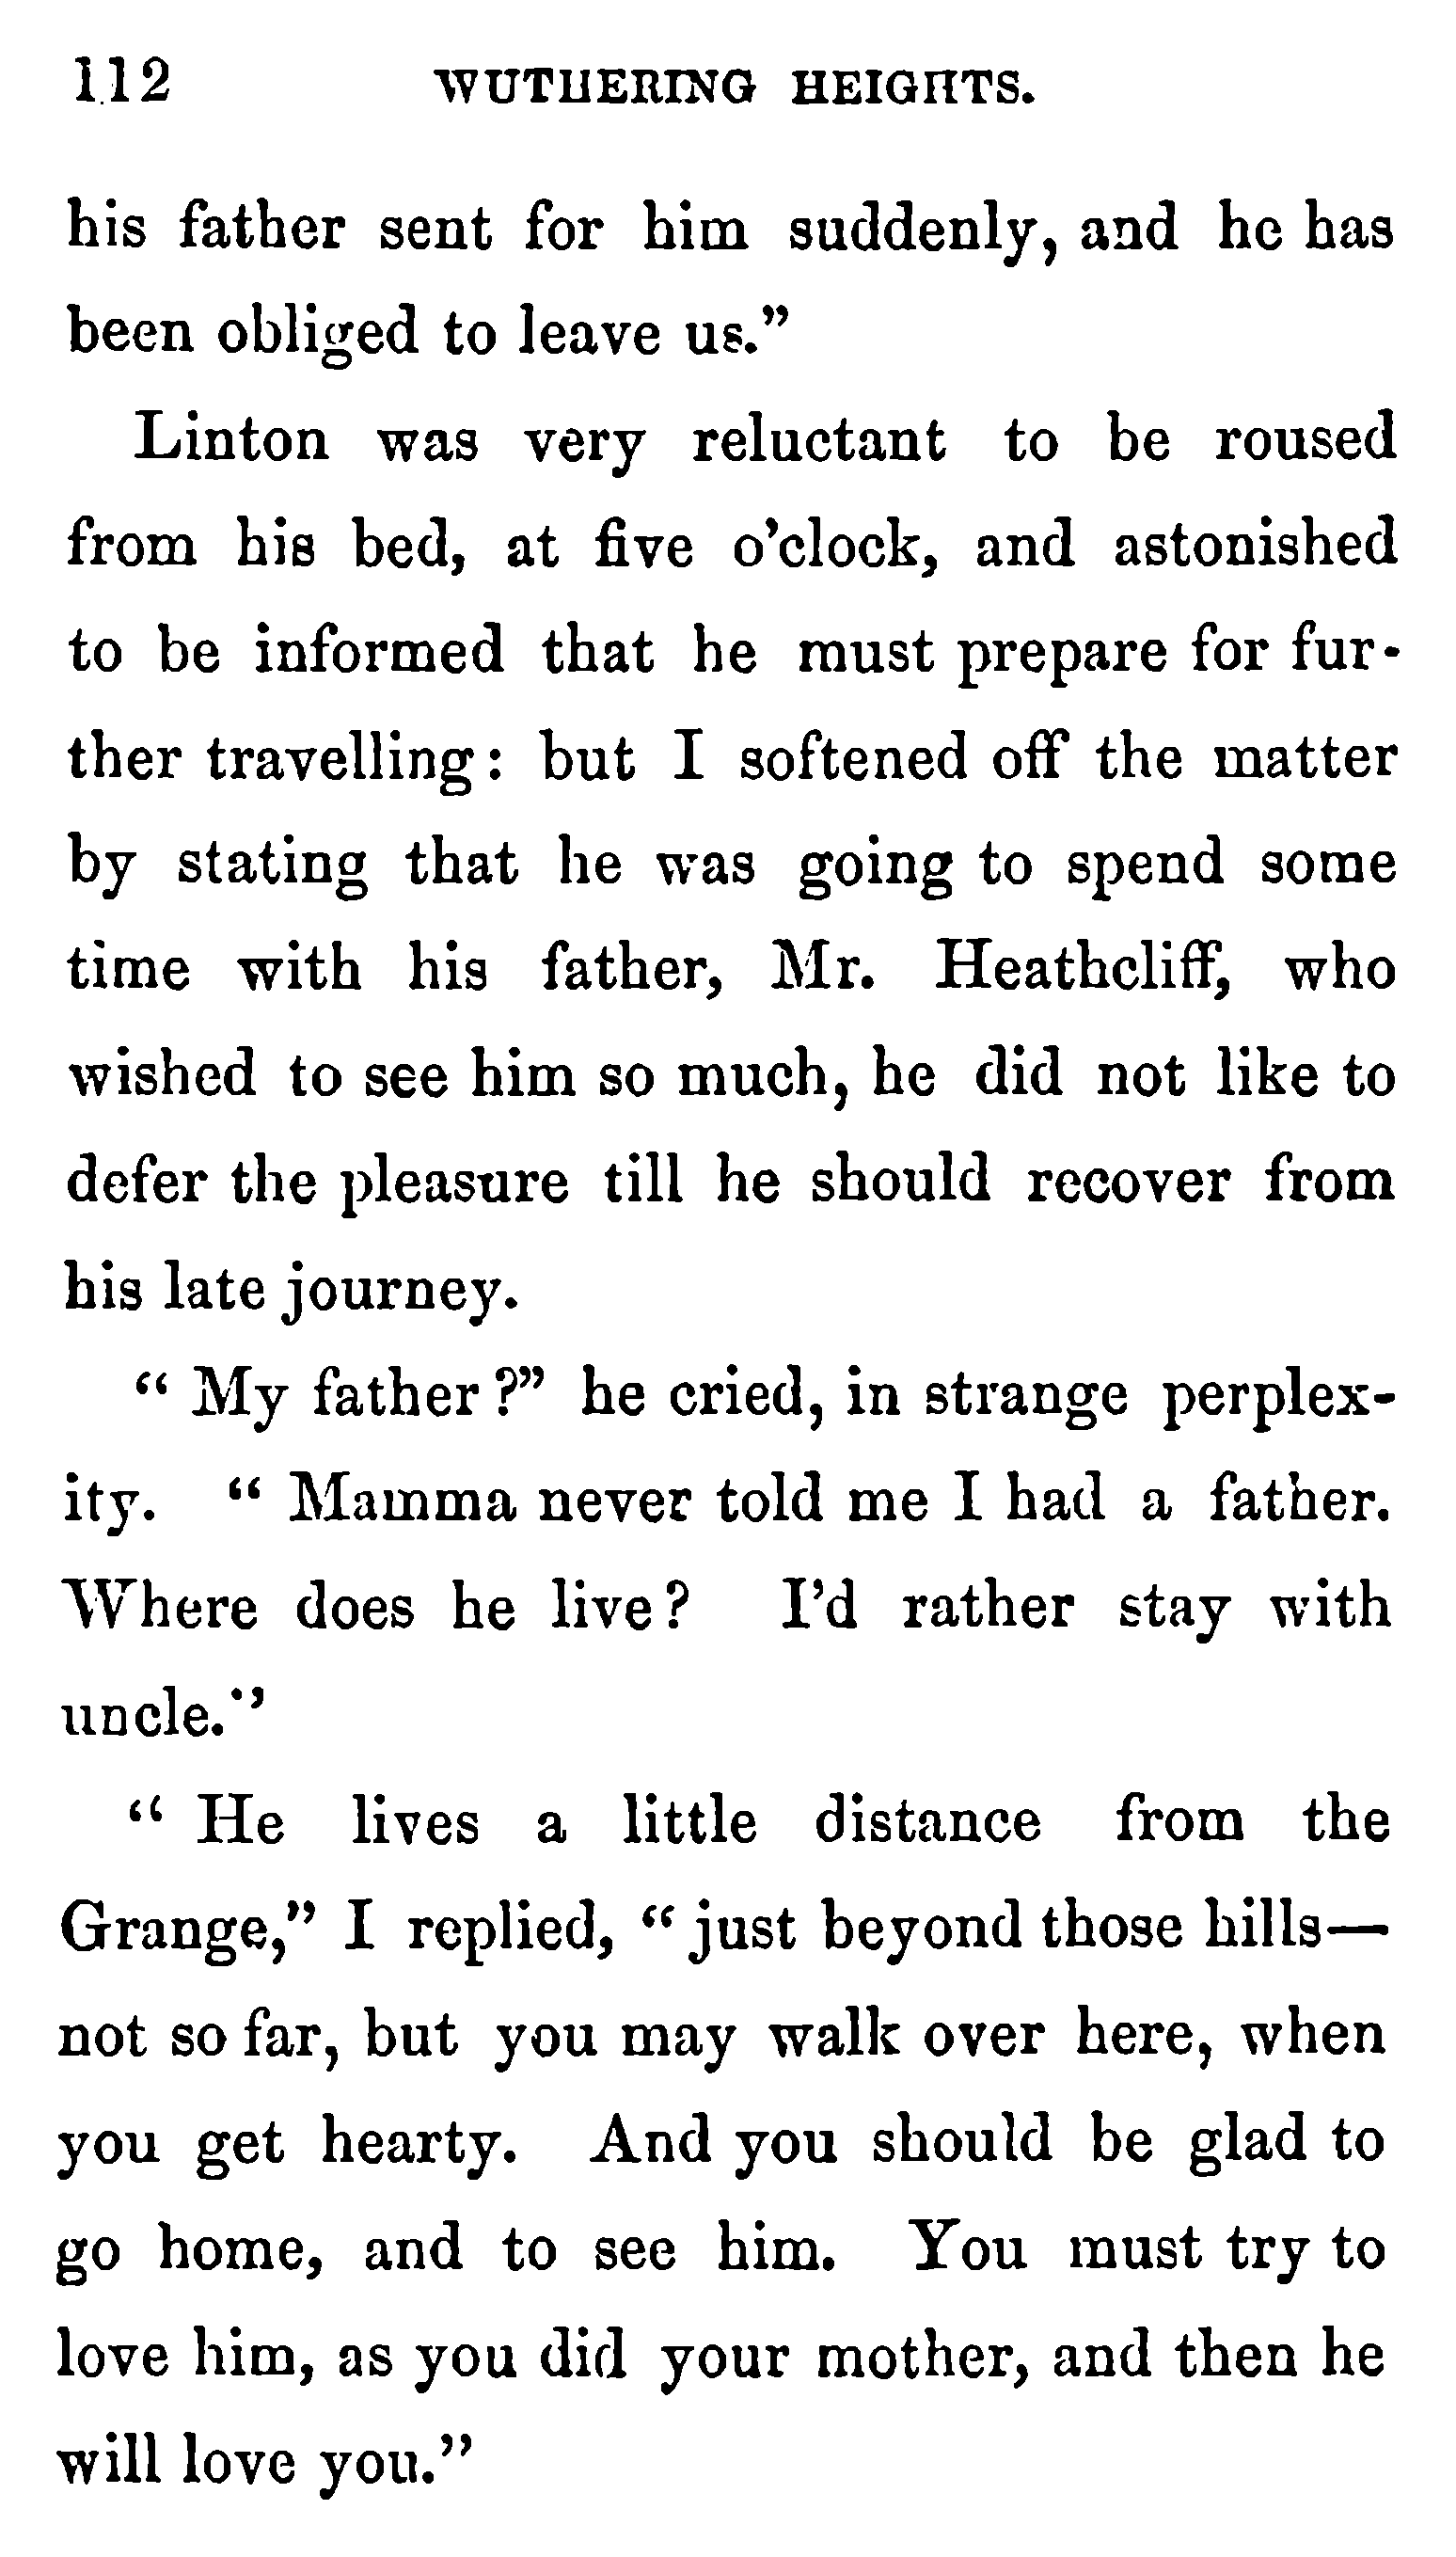 112 WUTHERING HEIGHTS.
his father sent for him suddenly, and he has
been obliged to leave us.”
Linton was very reluctant to be roused
from his bed, at five o’clock, and astonished
to be informed that he must prepare for fur-
ther travelling: but I softened off the matter
by stating that he was going to spend some
time with his father, Mr. Heathcliff, who
wished to see him so much, he did not like to
defer the pleasure till he should recover from
his late journey.
“ My father ?” he cried, in strange perplex-
ity. “ Mamma never told me I had a father.
Where does he live? I’d rather stay with
uncle.”
“ He lives a little distance from the
Grange,” I replied, “ just beyond those hills—
not so far, but you may walk over here, when
you get hearty. And you should be glad to
go home, and to see him. You must try to
love him, as you did your mother, and then he
will love you.”